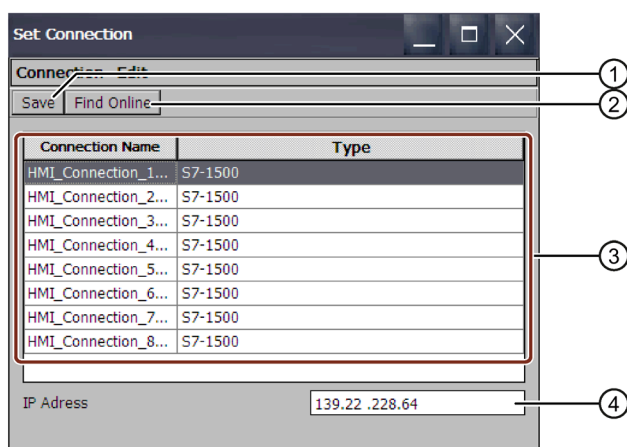 Set Connection
Connection Edit
1
Save Find Online
2
Connection Name Type
HMI_Connection_1... S7-1500
HMI_Connection_2... S7-1500
HMI_Connection_3... S7-1500
HMI_Connection_4... S7-1500
3
HMI_Connection_5... S7-1500
HMI_Connection_6... S7-1500
HMI_Connection_7... S7-1500
HMI_Connection_8... S7-1500
IP Adress 139.22 .228.64
4